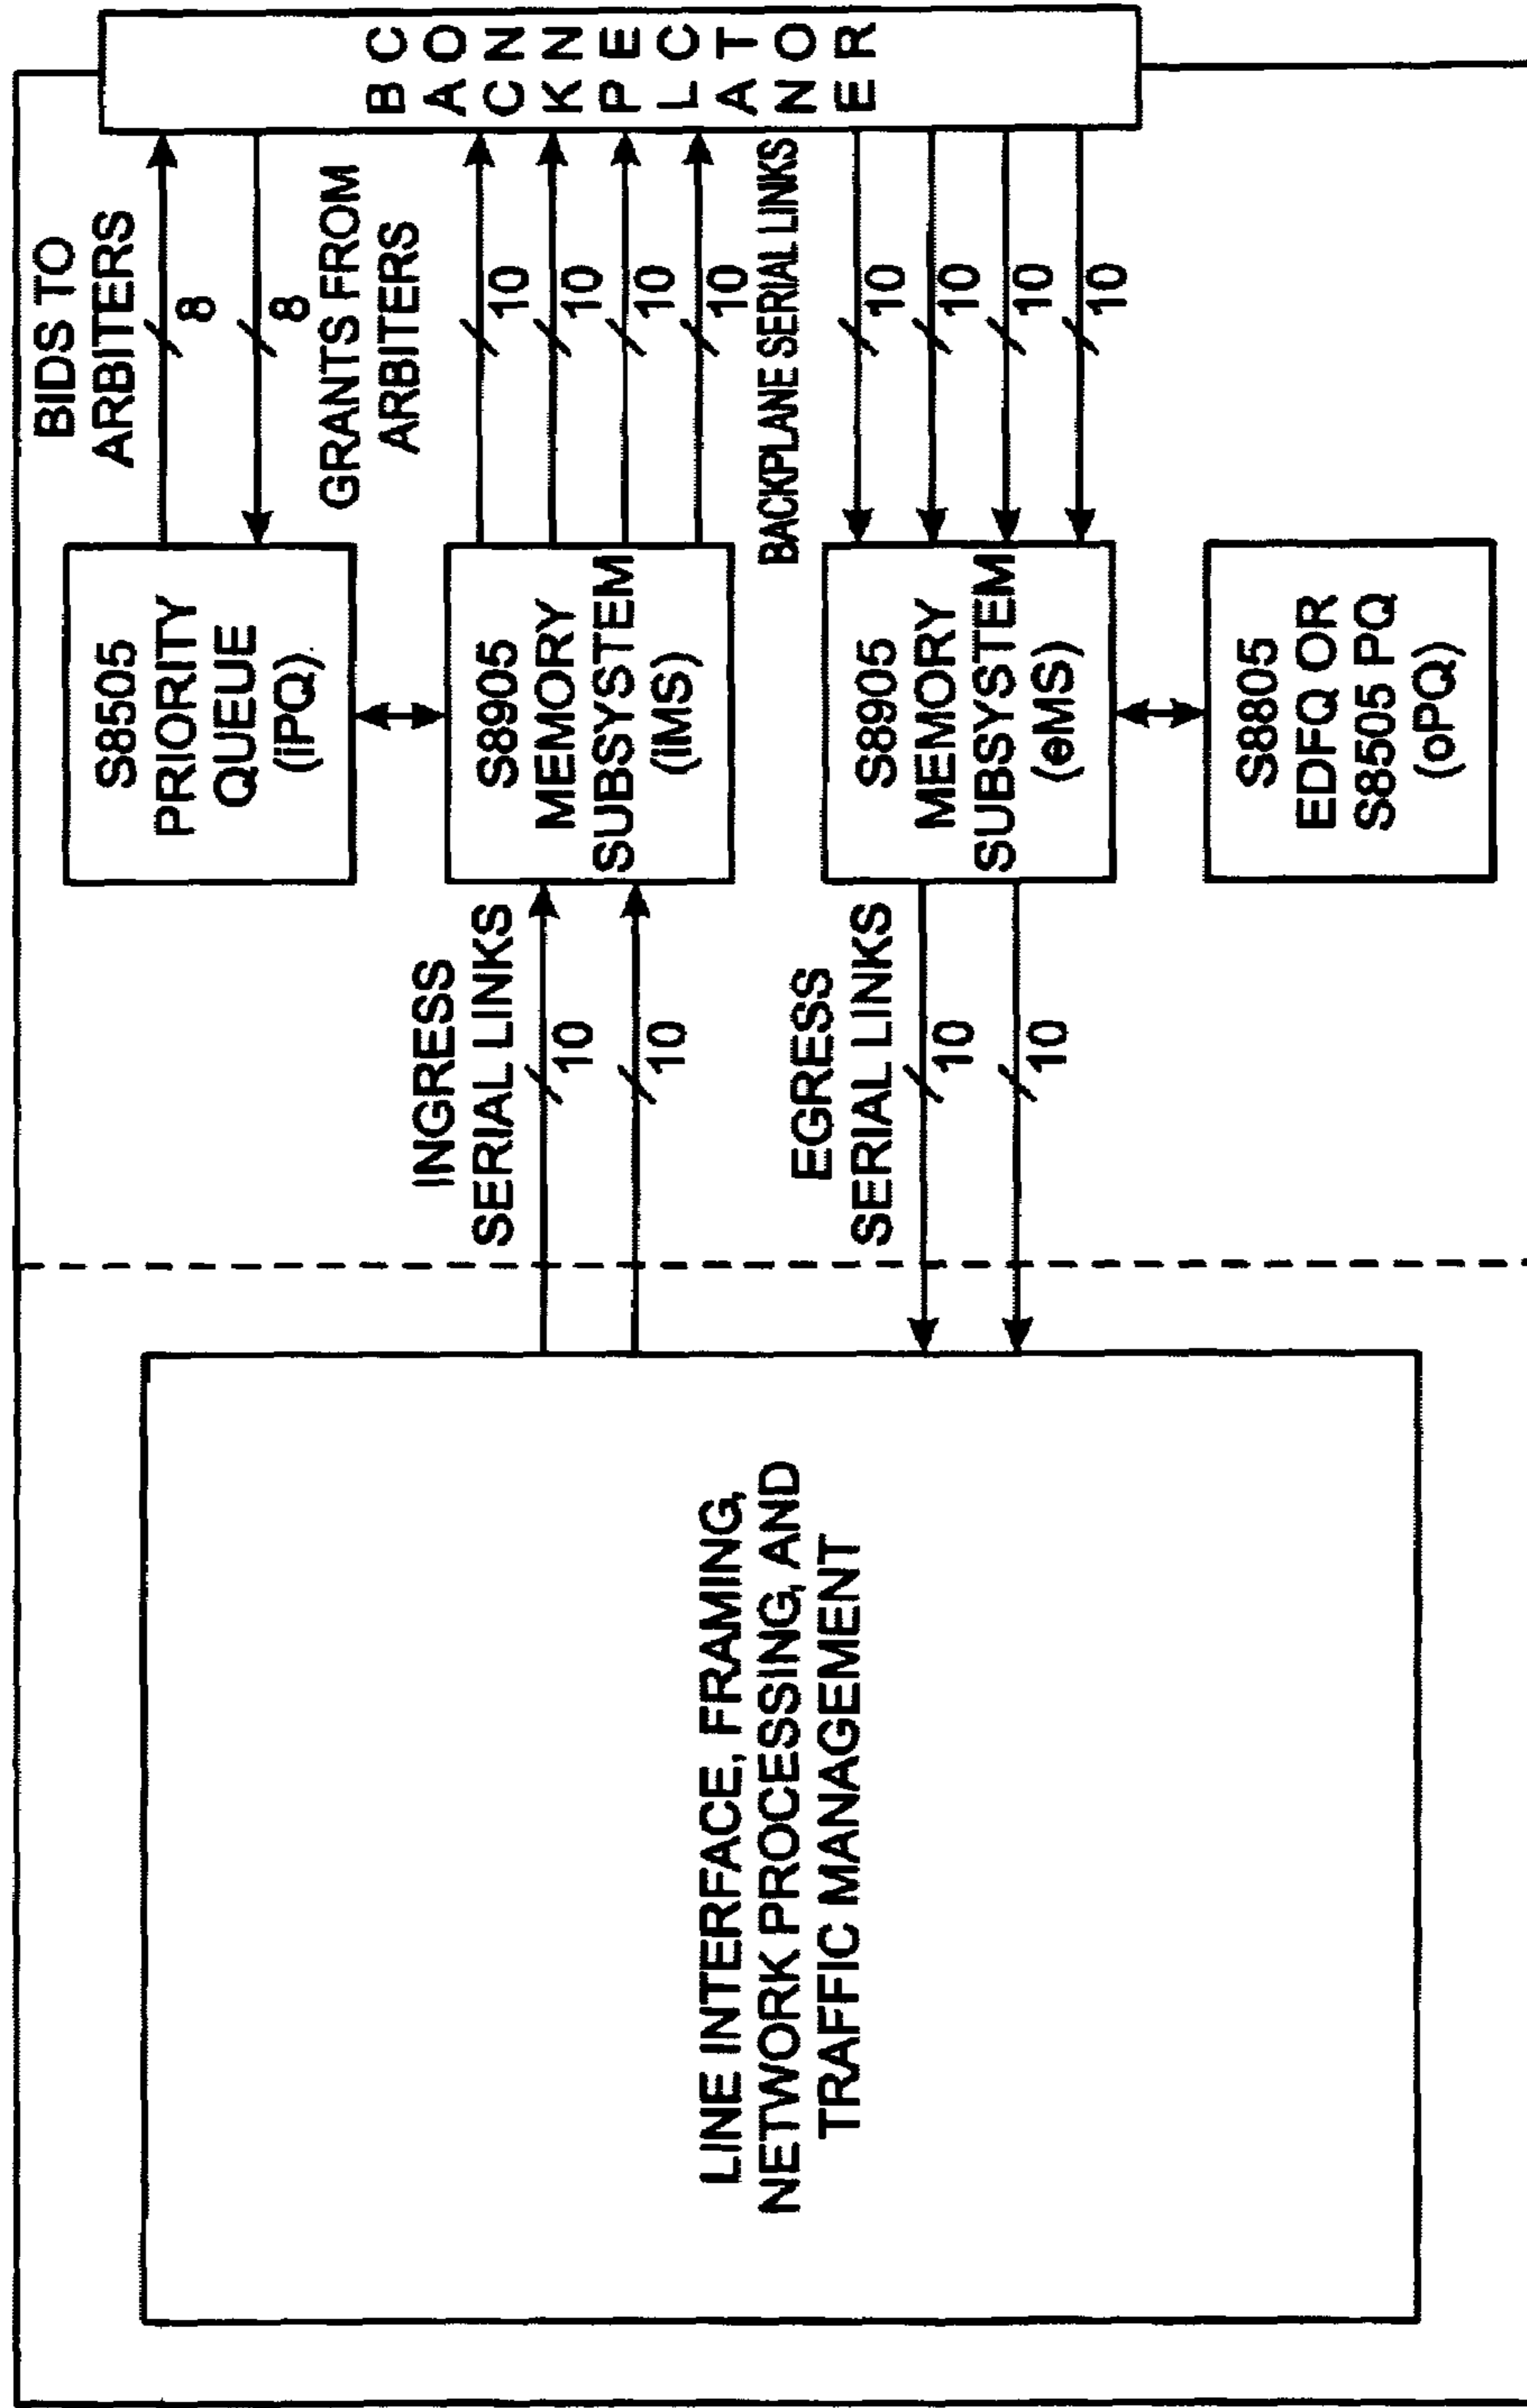 LINE INTERFACE, FRAMING,
NETWORK PROCESSING, AND
TRAFFIC MANAGEMENT
INGRESS
SERIAL LINKS
10
10
EGRESS
SERIAL LINKS
10
10
S8505
PRIORITY
QUEUE
(iPQ)
S8905
MEMORY
SUBSYSTEM
(iMS)
S8905
MEMORY
SUBSYSTEM
(eMS)
S8805
EDFQ OR
S8505 PQ
(oPQ)
BIDS TO
ARBITERS
8
8
GRANTS FROM
ARBITERS
10
10
10
10
BACKPLANE SERIAL LINKS
10
10
10
10
B C
A O
C N
K N
P E
L C
A T
N O
E R